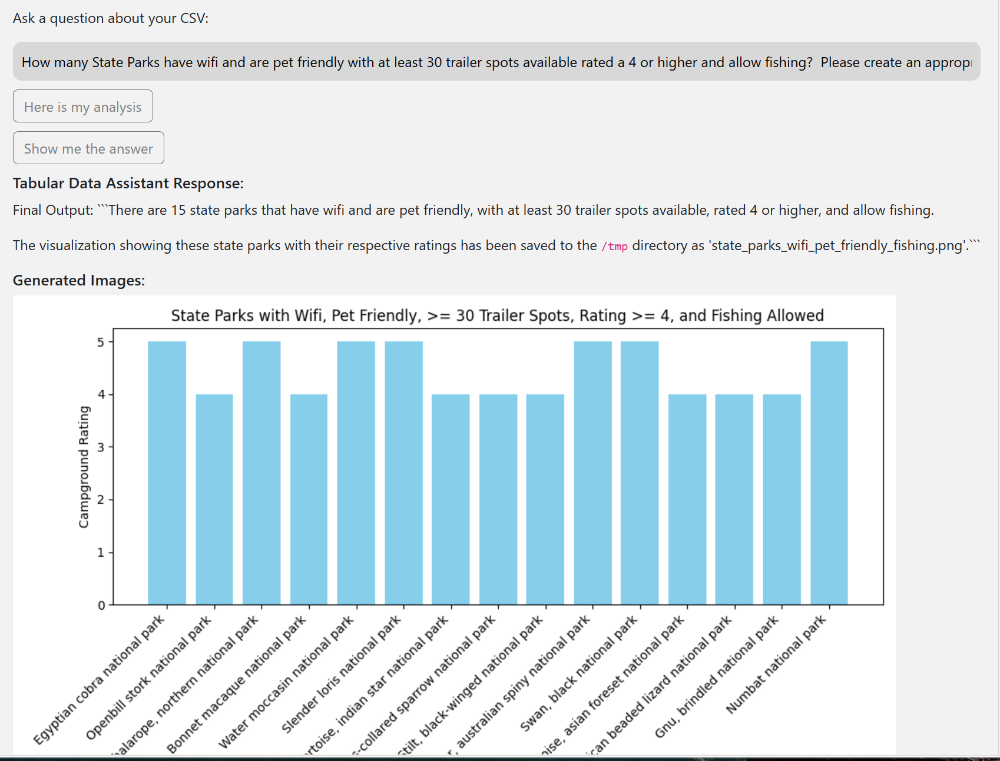 Ask a question about your CSV:
How many State Parks have wifi and are pet friendly with at least 30 trailer spots available rated a 4 or higher and allow fishing?  Please create an approp
Here is my analysis
Show me the answer
Tabular Data Assistant Response:
Final Output: ```There are 15 state parks that have wifi and are pet friendly, with at least 30 trailer spots available, rated 4 or higher, and allow fishing.
The visualization showing these state parks with their respective ratings has been saved to the /tmp directory as 'state_parks_wifi_pet_friendly_fishing.png'.```
Generated Images:
State Parks with Wifi, Pet Friendly, >= 30 Trailer Spots, Rating >= 4, and Fishing Allowed
5
4
3
2
1
0
Campground Rating
Egyptian cobra national park
Openbill stork national park
alarope, northern national park
Bonnet macaque national park
Water moccasin national park
Slender loris national park
rtoise, indian star national park
s-collared sparrow national park
Stilt, black-winged national park
r, australian spiny national park
Swan, black national park
oise, asian foreset national park
can beaded lizard national park
Gnu, brindled national park
Numbat national park